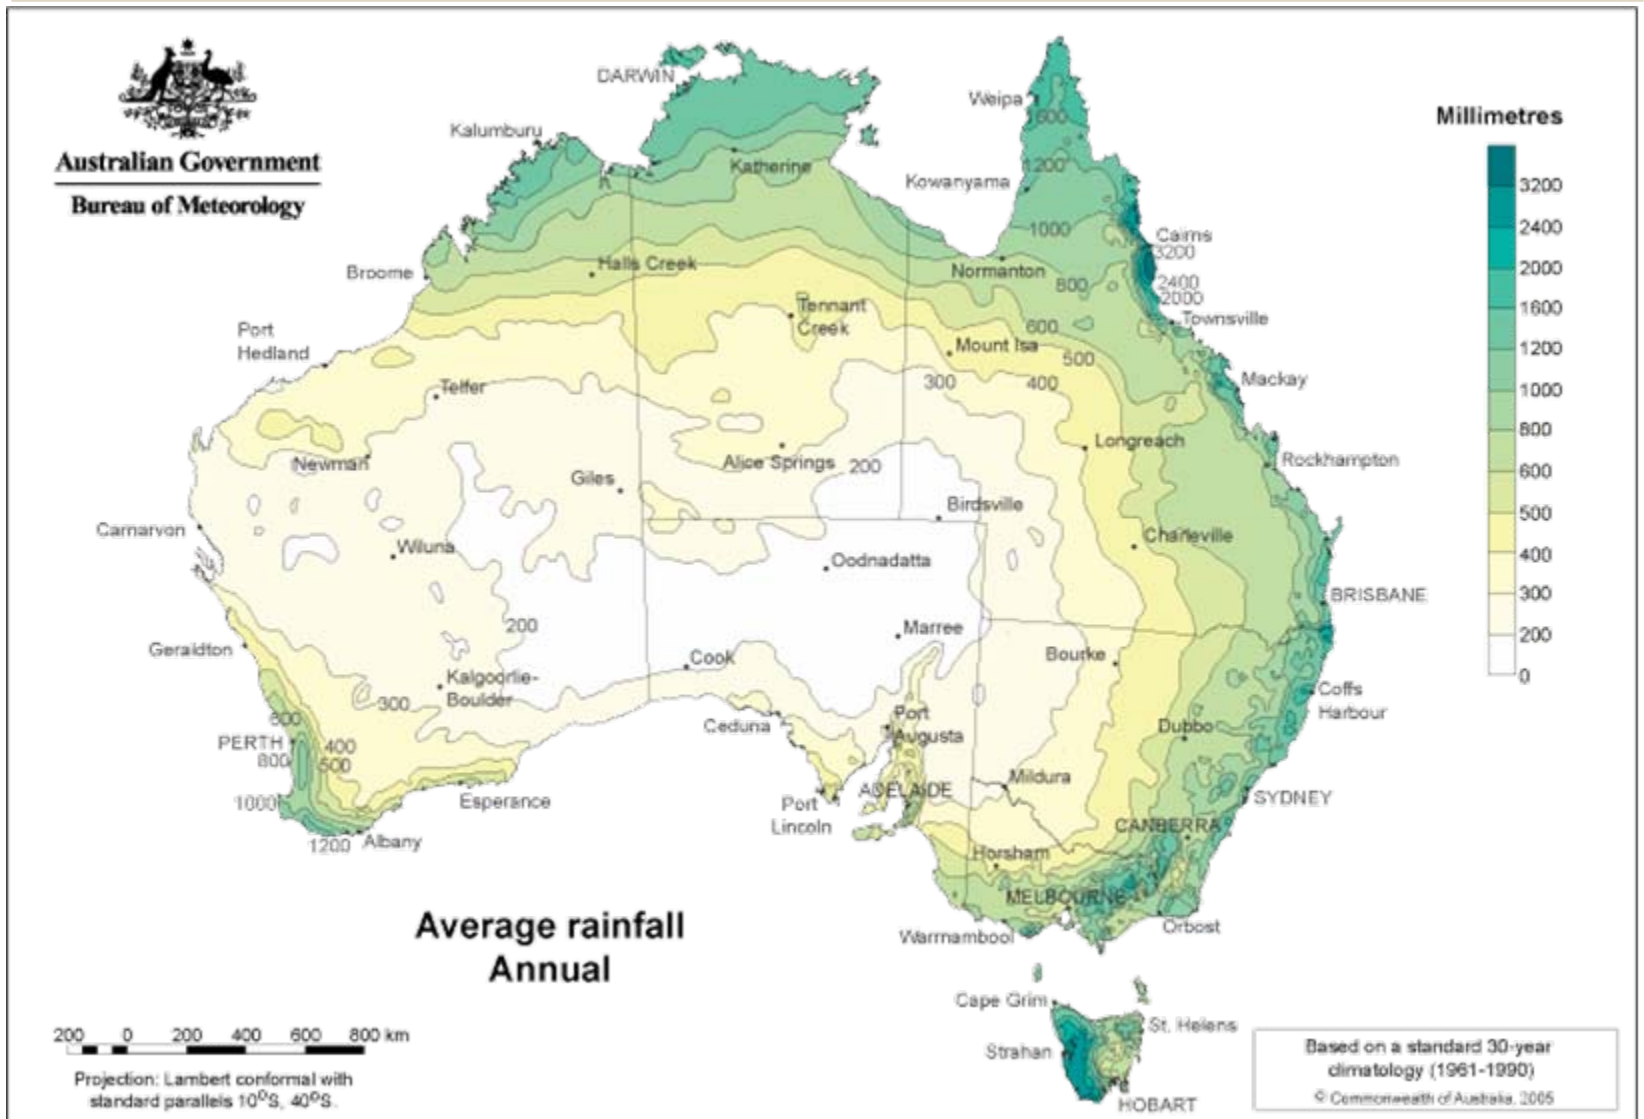 Australian Government
Bureau of Meteorology
DARWIN
Weipa
Kalumburu
Katherine
Kowanyama
1600
1200
1000
Cairns
3200
2400
2000
Broome
Halls Creek
Normanton
800
Tennant
Creek
600
Townsville
Port
Hedland
Mount Isa
500
Telfer
300
400
Mackay
Newman
Alice Springs
200
Longreach
Rockhampton
Giles
Birdsville
Carnarvon
Wiluna
Oodnadatta
Charleville
BRISBANE
200
Marree
Geraldton
Cook
Bourke
Kalgoorlie-
Boulder
300
Coffs
Harbour
600
Ceduna
Port
Augusta
Dubbo
PERTH
400
800
500
Mildura
1000
Esperance
ADELAIDE
SYDNEY
Port
Lincoln
CANBERRA
1200
Albany
Horsham
MELBOURNE
Warrnambool
Orbost
Cape Grim
St. Helens
Strahan
HOBART
Millimetres
3200
2400
2000
1600
1200
1000
800
600
500
400
300
200
0
Average rainfall
Annual
200 0 200 400 600 800 km
Projection: Lambert conformal with
standard parallels 10°S, 40°S.
Based on a standard 30-year
climatology (1961-1990)
© Commonwealth of Australia, 2005